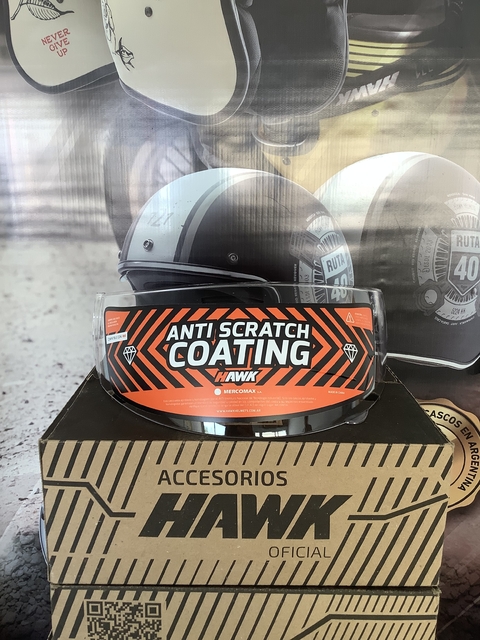 NEVER
GIVE
UP
HAWK
RUTA
40
RUTA
40
ANTI SCRATCH
COATING
HAWK
MERCOMAX
CASCOS EN ARGENTINA
ACCESORIOS
HAWK
OFICIAL